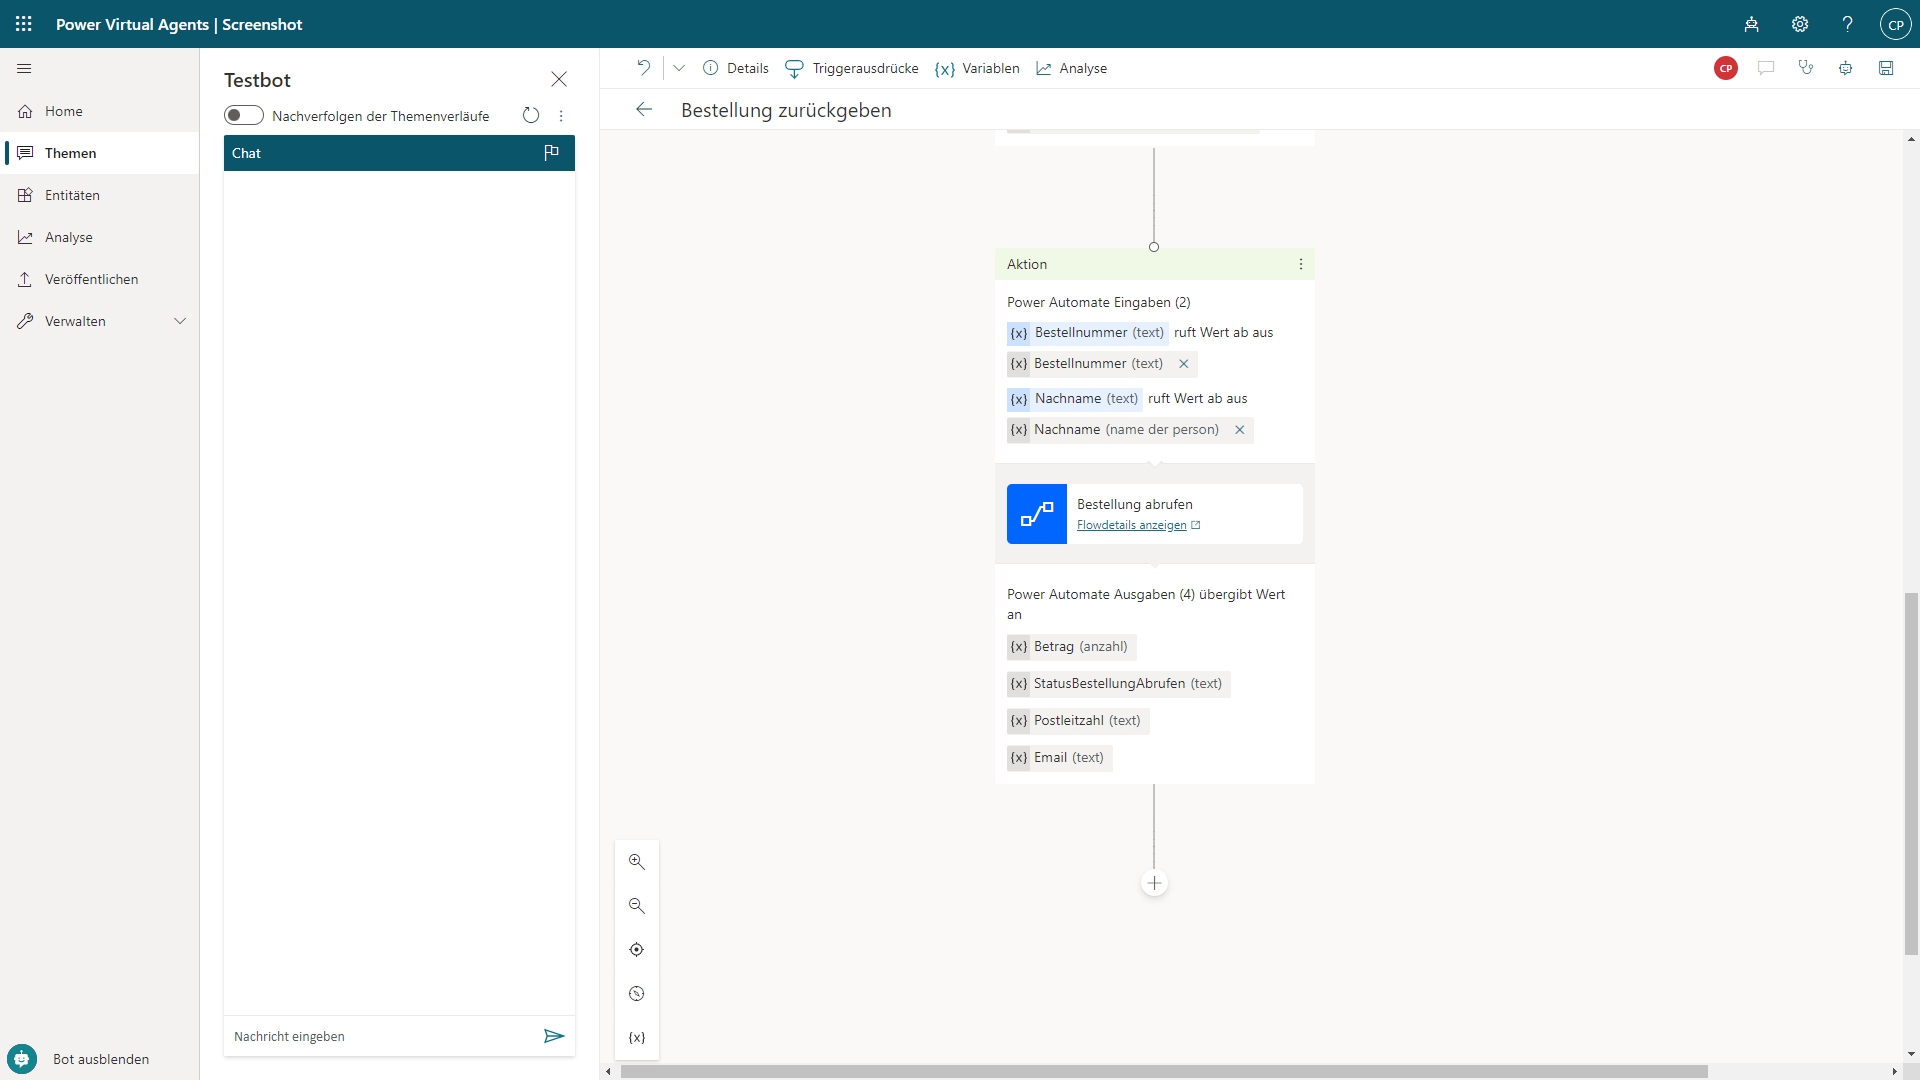 Power Virtual Agents | Screenshot
CP
Home
Themen
Entitäten
Analyse
Veröffentlichen
Verwalten
Bot ausblenden
Testbot
Nachverfolgen der Themenverläufe
Chat
Nachricht eingeben
Details
Triggerausdrücke
{x} Variablen
Analyse
CP
Bestellung zurückgeben
Aktion
Power Automate Eingaben (2)
{x} Bestellnummer (text) ruft Wert ab aus
{x} Bestellnummer (text)
{x} Nachname (text) ruft Wert ab aus
{x} Nachname (name der person)
Bestellung abrufen
Flowdetails anzeigen
Power Automate Ausgaben (4) übergibt Wert
an
{x} Betrag (anzahl)
{x} StatusBestellungAbrufen (text)
{x} Postleitzahl (text)
{x} Email (text)
{x}